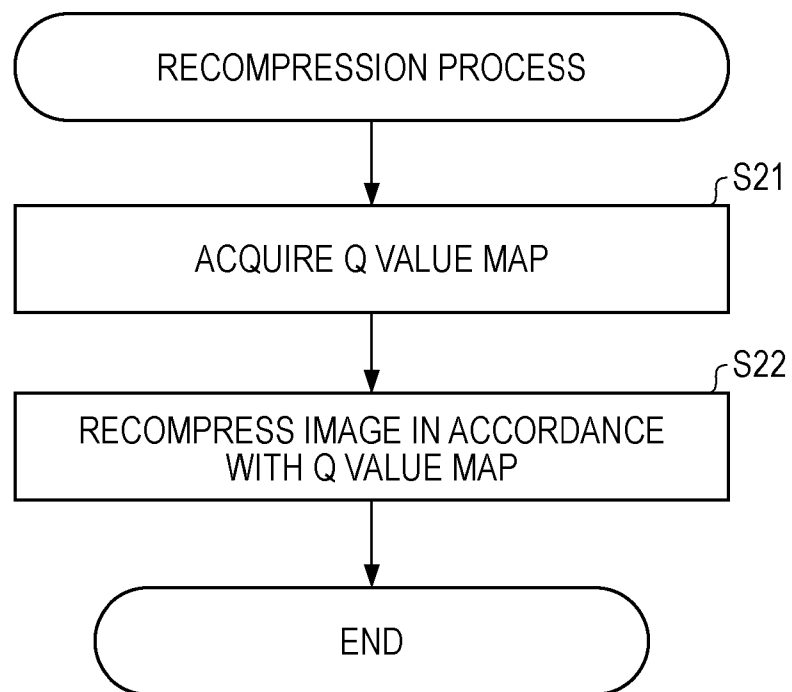 RECOMPRESSION PROCESS
S21
ACQUIRE Q VALUE MAP
S22
RECOMPRESS IMAGE IN ACCORDANCE
WITH Q VALUE MAP
END